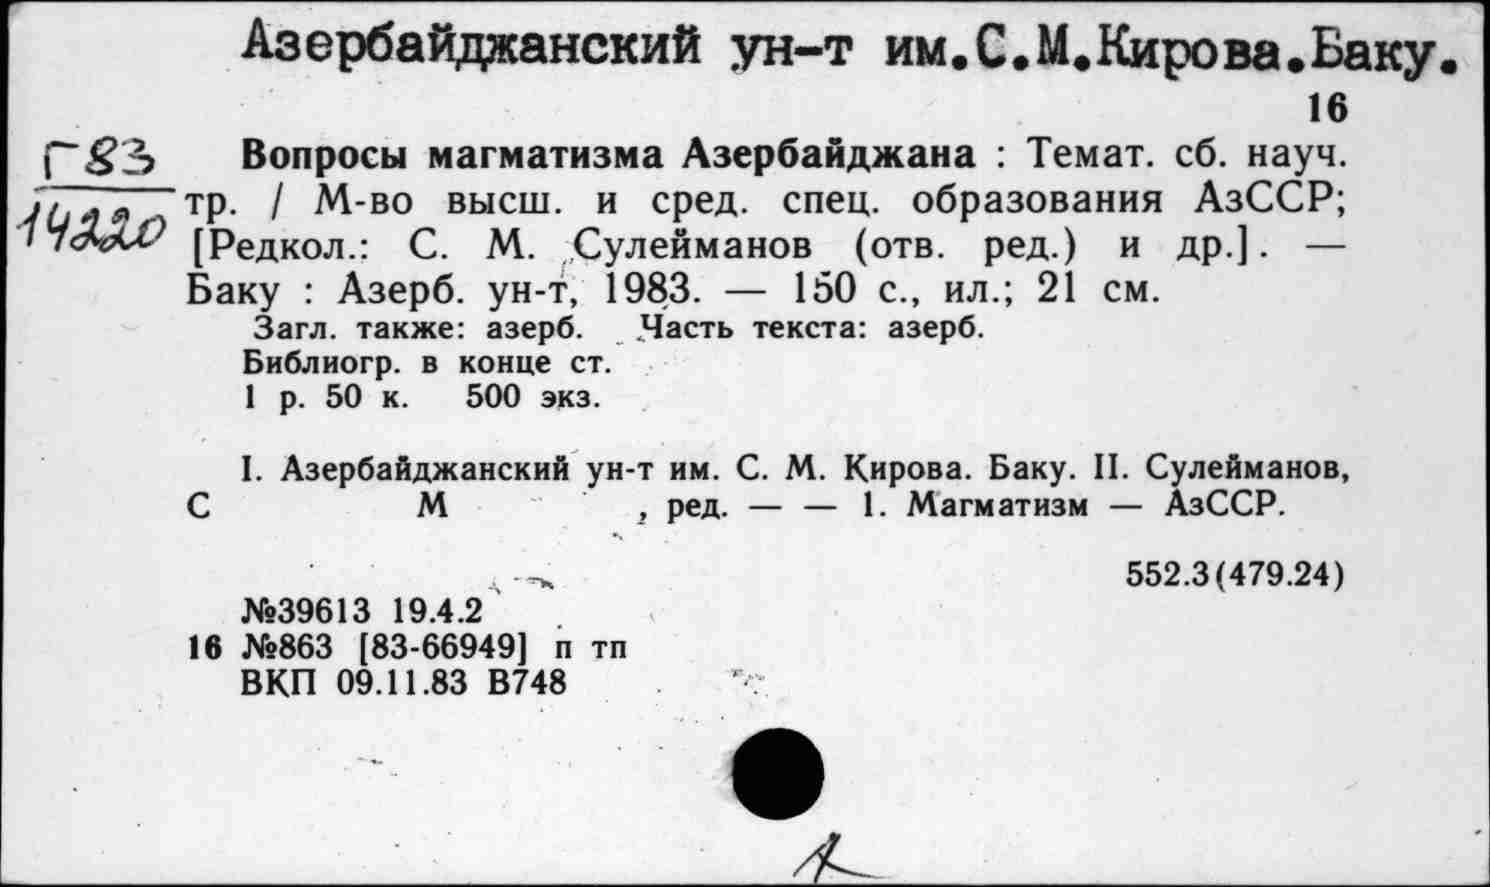 Азербайджанский ун-т им.С.М.Кирова.Баку.
16
Г83
14220
Вопросы магматизма Азербайджана : Темат. сб. науч.
тр. / М-во высш. и сред. спец. образования АзССР;
[Редкол.: С. М. Сулейманов (отв. ред.) и др.]. —
Баку : Азерб. ун-т, 1983. — 150 с., ил.; 21 см.
Загл. также: азерб. Часть текста: азерб.
Библиогр. в конце ст.
1 р. 50 к. 500 экз.
I. Азербайджанский ун-т им. С. М. Кирова. Баку. II. Сулейманов,
С М , ред. — — 1. Магматизм — АзССР.
552.3(479.24)
№39613 19.4.2
16 №863 [83-66949] п тп
ВКП 09.11.83 В748